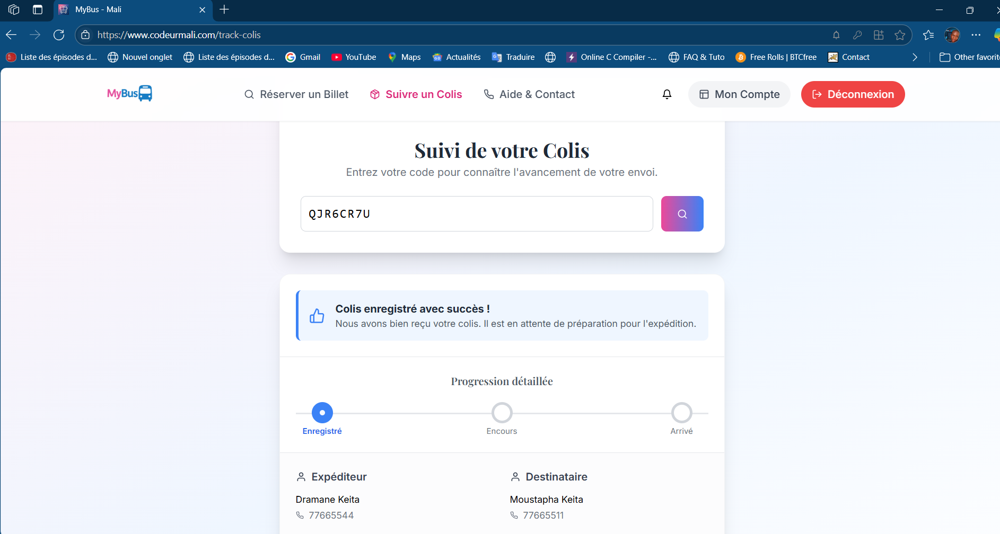 MyBus - Mali
https://www.codeurmali.com/track-colis
Liste des épisodes d... Nouvel onglet Liste des épisodes d... Gmail YouTube Maps Actualités Traduire Online C Compiler -... FAQ & Tuto Free Rolls | BTCfree Contact Other favorit
MyBus Réserver un Billet Suivre un Colis Aide & Contact Mon Compte Déconnexion
Suivi de votre Colis
Entrez votre code pour connaître l'avancement de votre envoi.
QJR6CR7U
Colis enregistré avec succès !
Nous avons bien reçu votre colis. Il est en attente de préparation pour l'expédition.
Progression détaillée
Enregistré Encours Arrivé
Expéditeur Destinataire
Dramane Keita Moustapha Keita
77665544 77665511